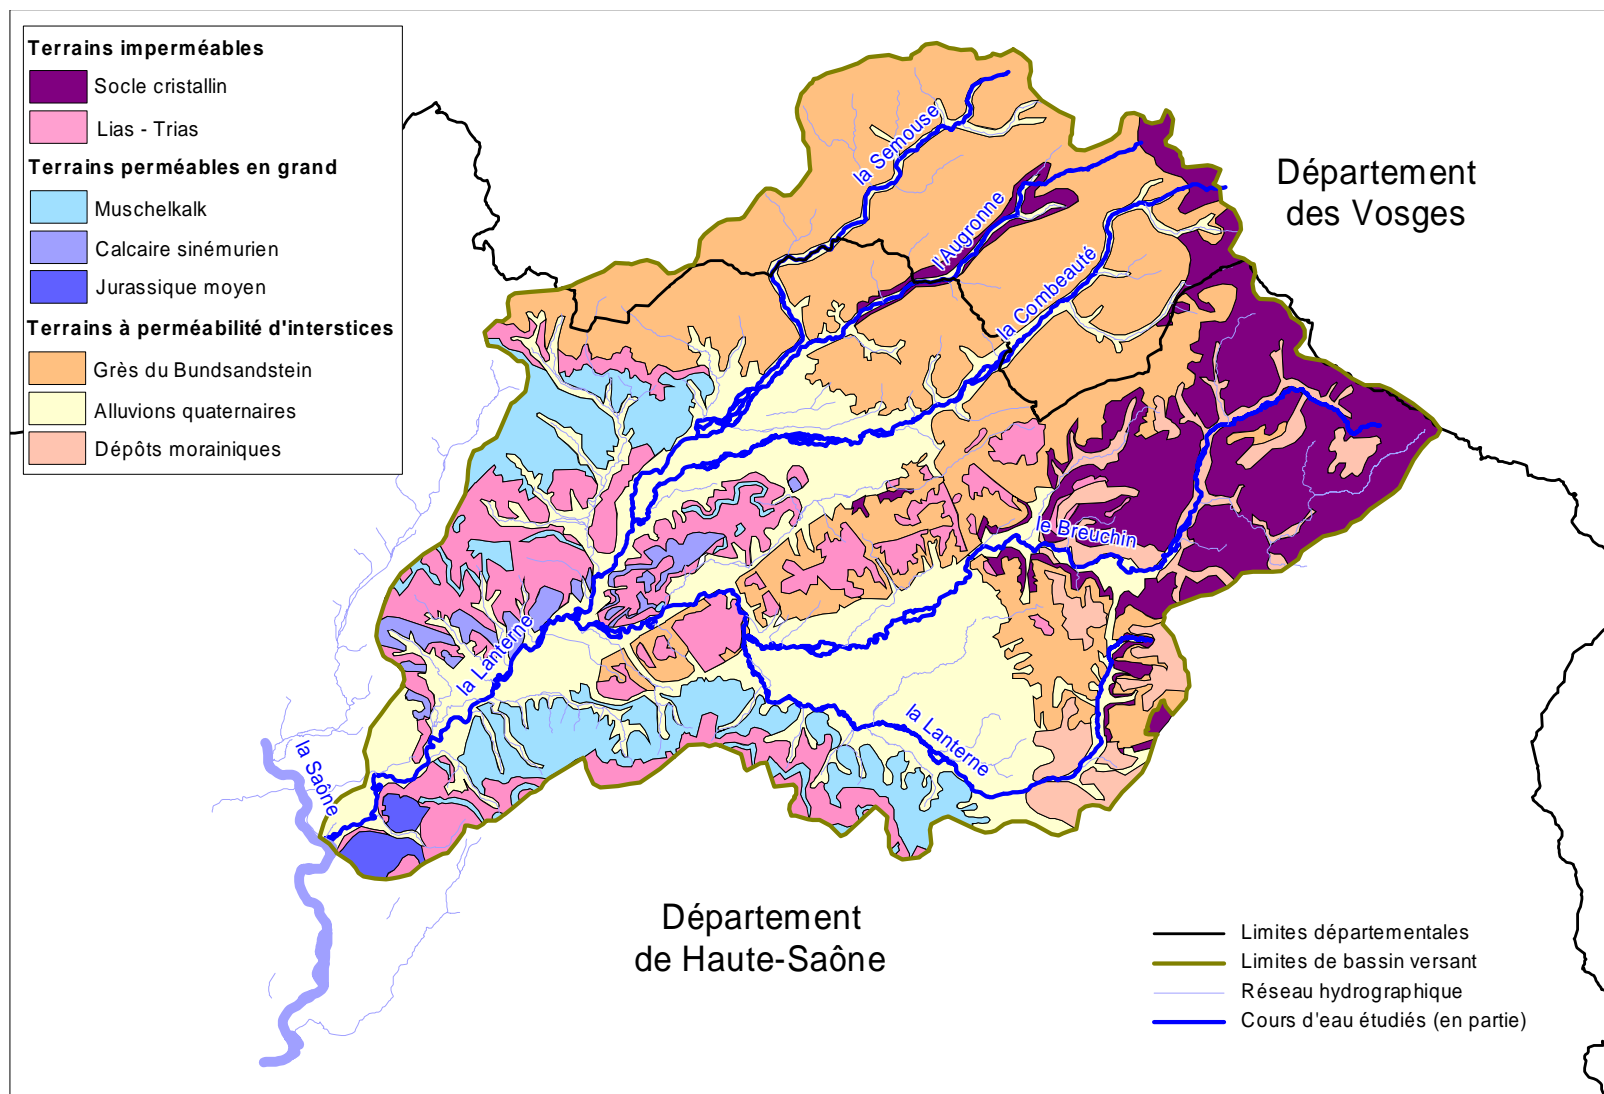 Terrains imperméables
Socle cristallin
Lias - Trias
Terrains perméables en grand
Muschelkalk
Calcaire sinémurien
Jurassique moyen
Terrains à perméabilité d'interstices
Grès du Bundsandstein
Alluvions quaternaires
Dépôts morainiques
la Semouse
l'Augronne
la Combeauté
Département
des Vosges
le Breuchin
la Lanterne
la Lanterne
la Saône
Département
de Haute-Saône
Limites départementales
Limites de bassin versant
Réseau hydrographique
Cours d'eau étudiés (en partie)